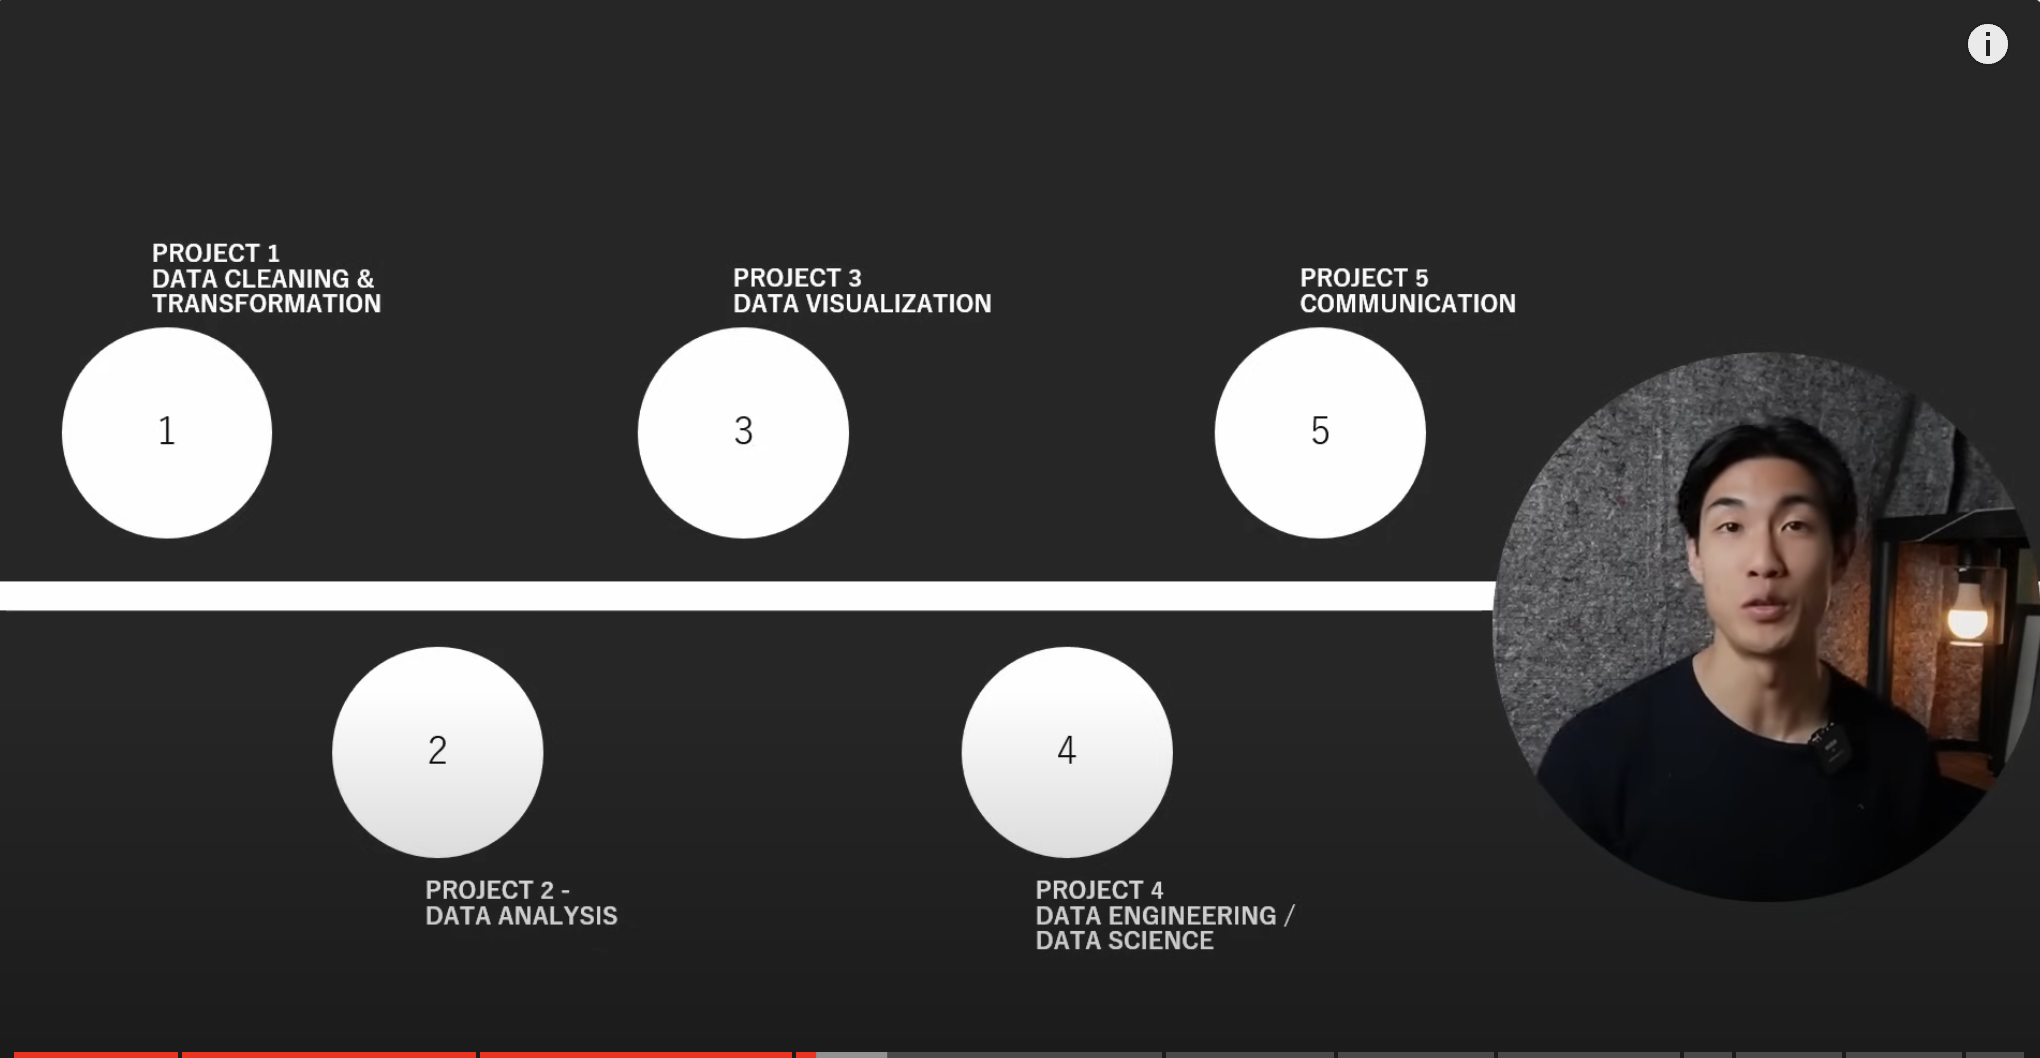 PROJECT 1
DATA CLEANING &
TRANSFORMATION
1
PROJECT 3
DATA VISUALIZATION
3
PROJECT 5
COMMUNICATION
5
2
PROJECT 2 -
DATA ANALYSIS
4
PROJECT 4
DATA ENGINEERING /
DATA SCIENCE
i